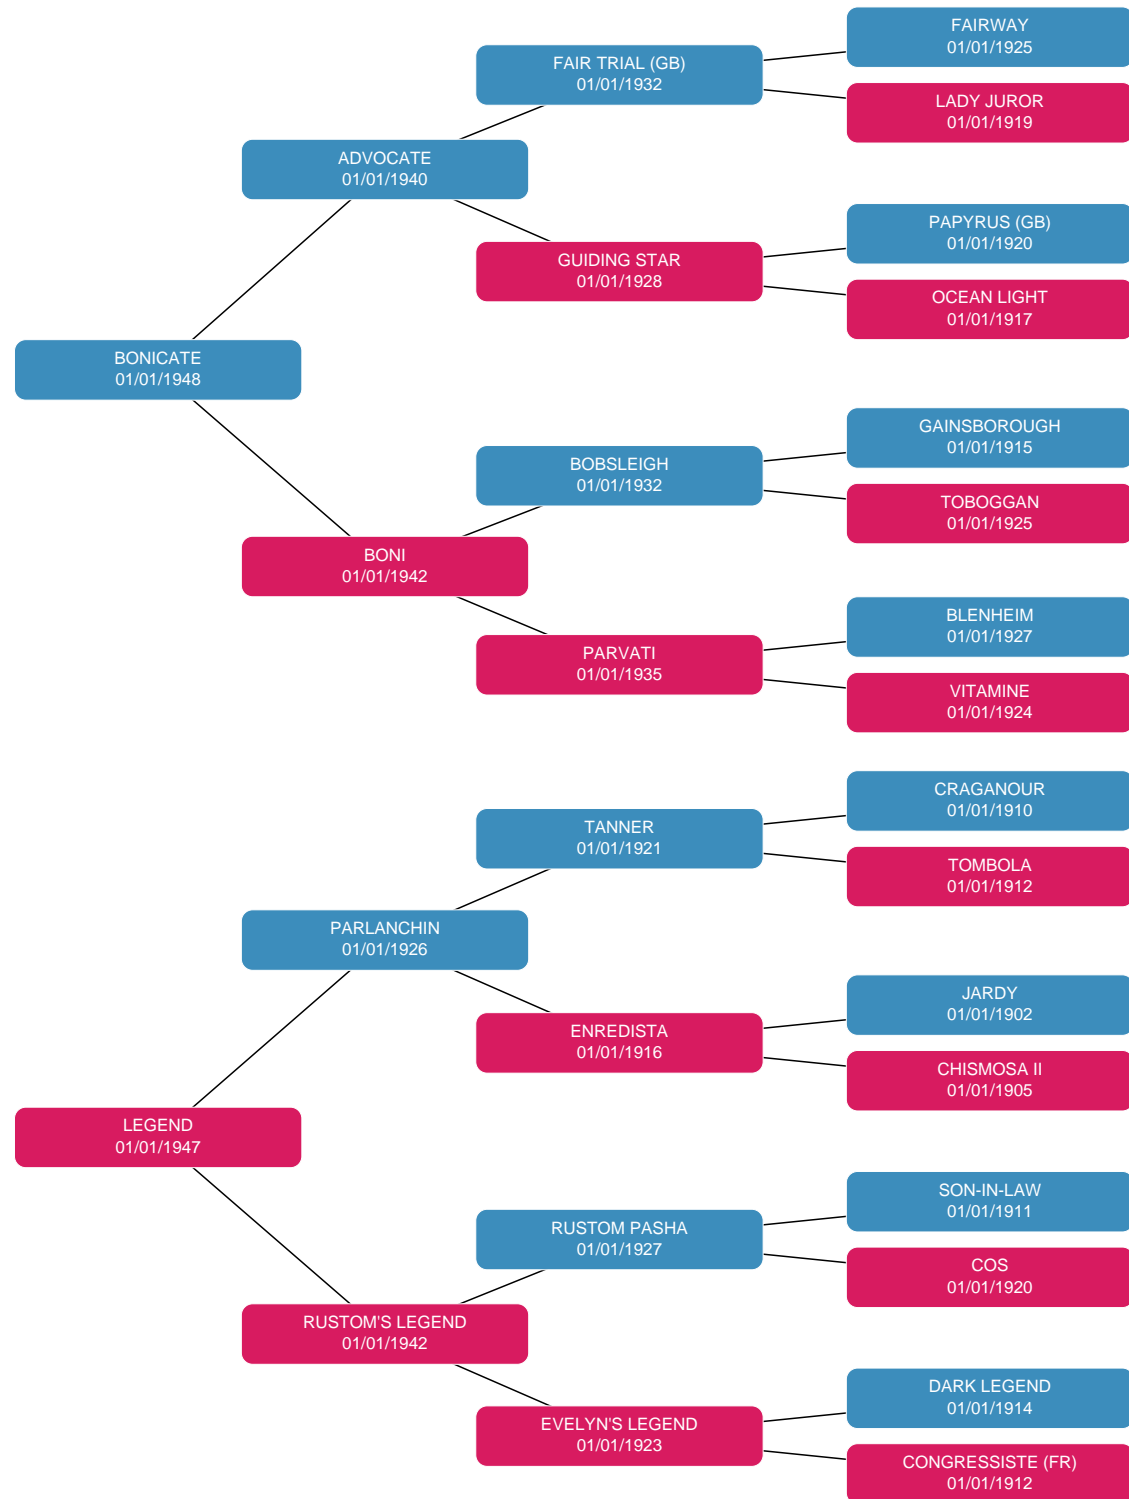 FAIRWAY
01/01/1925
FAIR TRIAL (GB)
01/01/1932
LADY JUROR
01/01/1919
ADVOCATE
01/01/1940
PAPYRUS (GB)
01/01/1920
GUIDING STAR
01/01/1928
OCEAN LIGHT
01/01/1917
BONICATE
01/01/1948
GAINSBOROUGH
01/01/1915
BOBSLEIGH
01/01/1932
TOBOGGAN
01/01/1925
BONI
01/01/1942
BLENHEIM
01/01/1927
PARVATI
01/01/1935
VITAMINE
01/01/1924
CRAGANOUR
01/01/1910
TANNER
01/01/1921
TOMBOLA
01/01/1912
PARLANCHIN
01/01/1926
JARDY
01/01/1902
ENREDISTA
01/01/1916
CHISMOSA II
01/01/1905
LEGEND
01/01/1947
SON-IN-LAW
01/01/1911
RUSTOM PASHA
01/01/1927
COS
01/01/1920
RUSTOM'S LEGEND
01/01/1942
DARK LEGEND
01/01/1914
EVELYN'S LEGEND
01/01/1923
CONGRESSISTE (FR)
01/01/1912